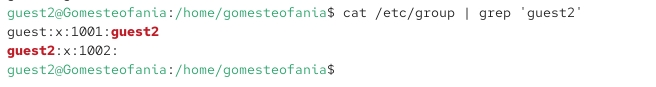 guest2@Gomesteofania:/home/gomesteofania$ cat /etc/group | grep 'guest2'
guest:x:1001:guest2
guest2:x:1002:
guest2@Gomesteofania:/home/gomesteofania$